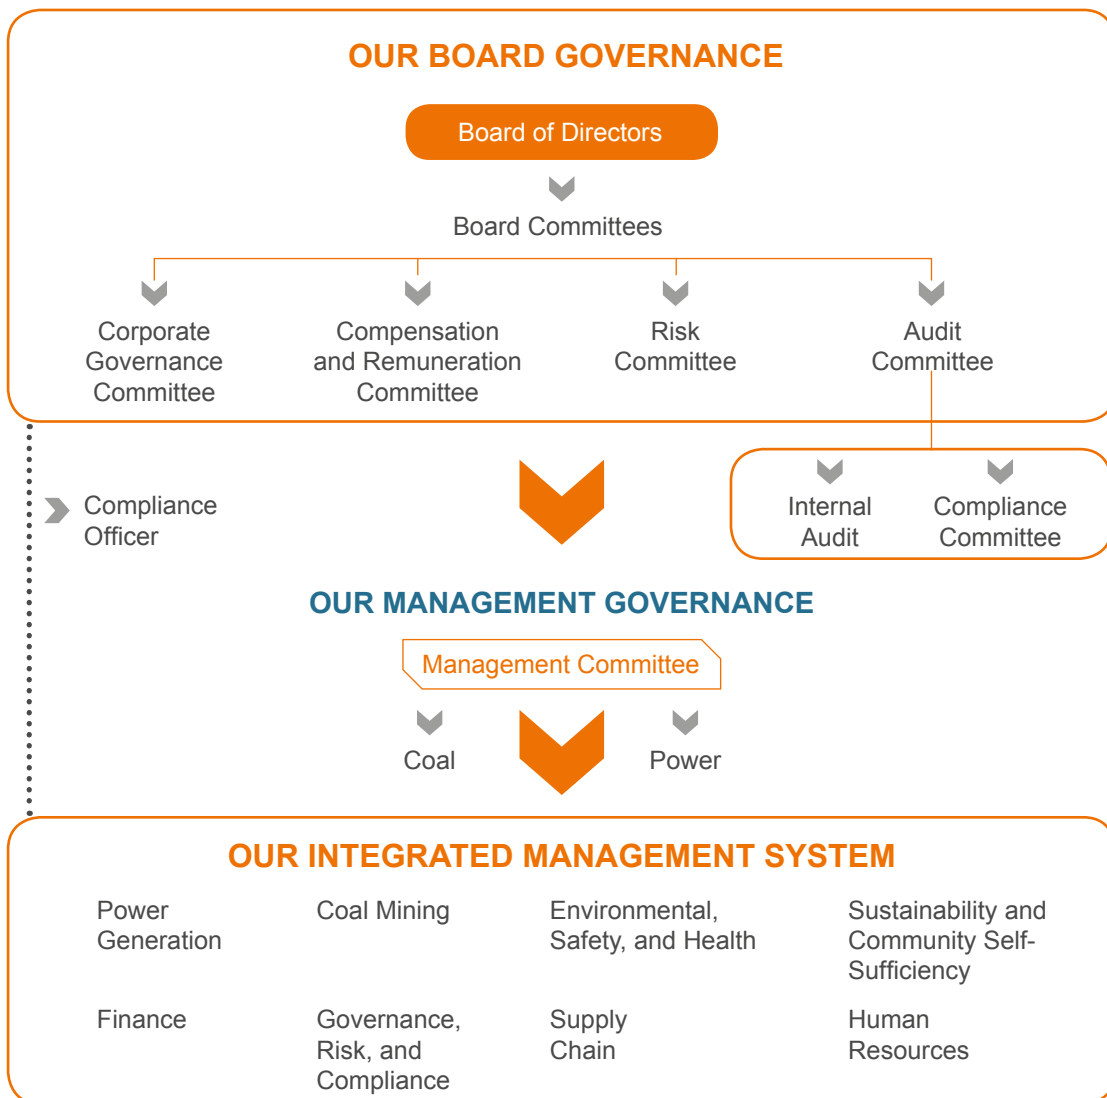 OUR BOARD GOVERNANCE
Board of Directors
Board Committees
Corporate
Governance
Committee
Compensation
and Remuneration
Committee
Risk
Committee
Audit
Committee
Compliance
Officer
Internal
Audit
Compliance
Committee
OUR MANAGEMENT GOVERNANCE
Management Committee
Coal
Power
OUR INTEGRATED MANAGEMENT SYSTEM
Power
Generation
Coal Mining
Environmental,
Safety, and Health
Sustainability and
Community Self-
Sufficiency
Finance
Governance,
Risk, and
Compliance
Supply
Chain
Human
Resources